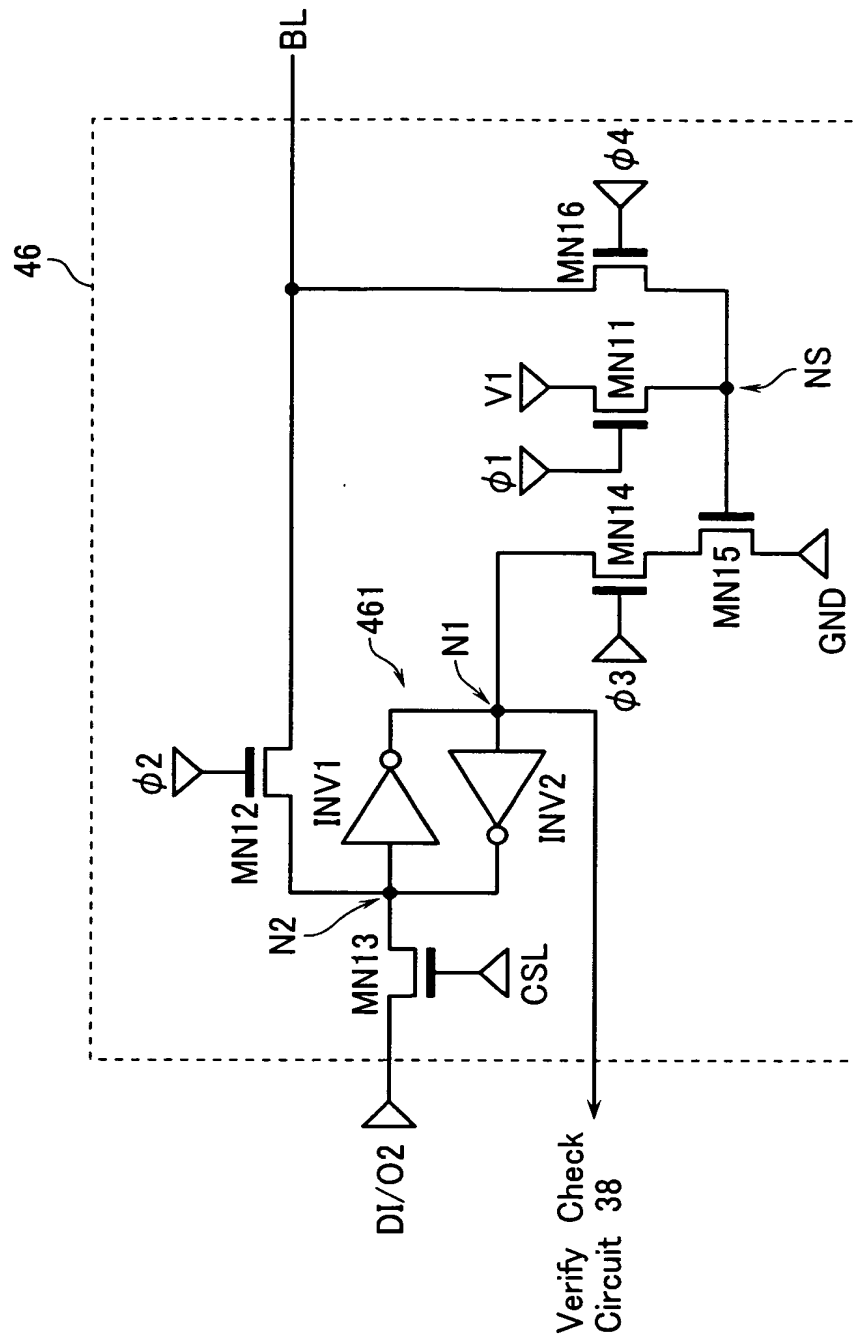 46
BL
φ2
MN12
INV1
461
N2
N1
INV2
MN13
CSL
DI/O2
MN16
φ4
V1
MN11
φ1
NS
MN14
φ3
MN15
GND
Verify Check
Circuit 38